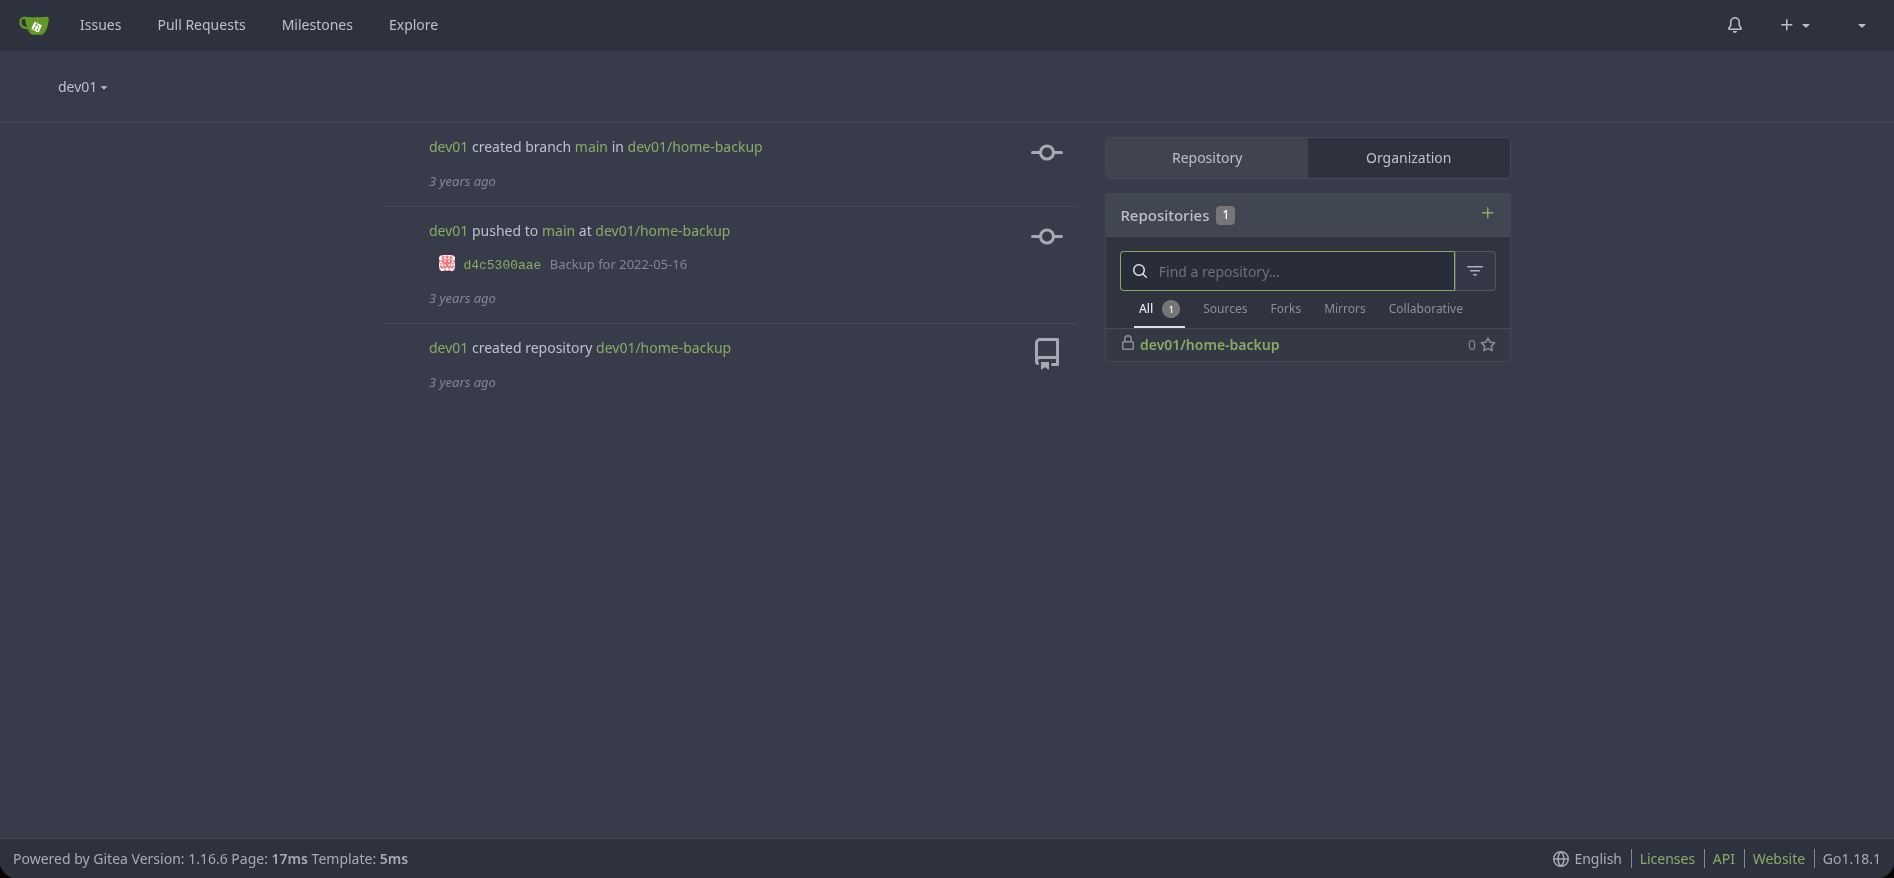 Issues Pull Requests Milestones Explore
dev01
dev01 created branch main in dev01/home-backup
3 years ago
dev01 pushed to main at dev01/home-backup
d4c5300aae Backup for 2022-05-16
3 years ago
dev01 created repository dev01/home-backup
3 years ago
Repository Organization
Repositories 1
Find a repository...
All 1 Sources Forks Mirrors Collaborative
dev01/home-backup 0
Powered by Gitea Version: 1.16.6 Page: 17ms Template: 5ms
English Licenses API Website Go1.18.1